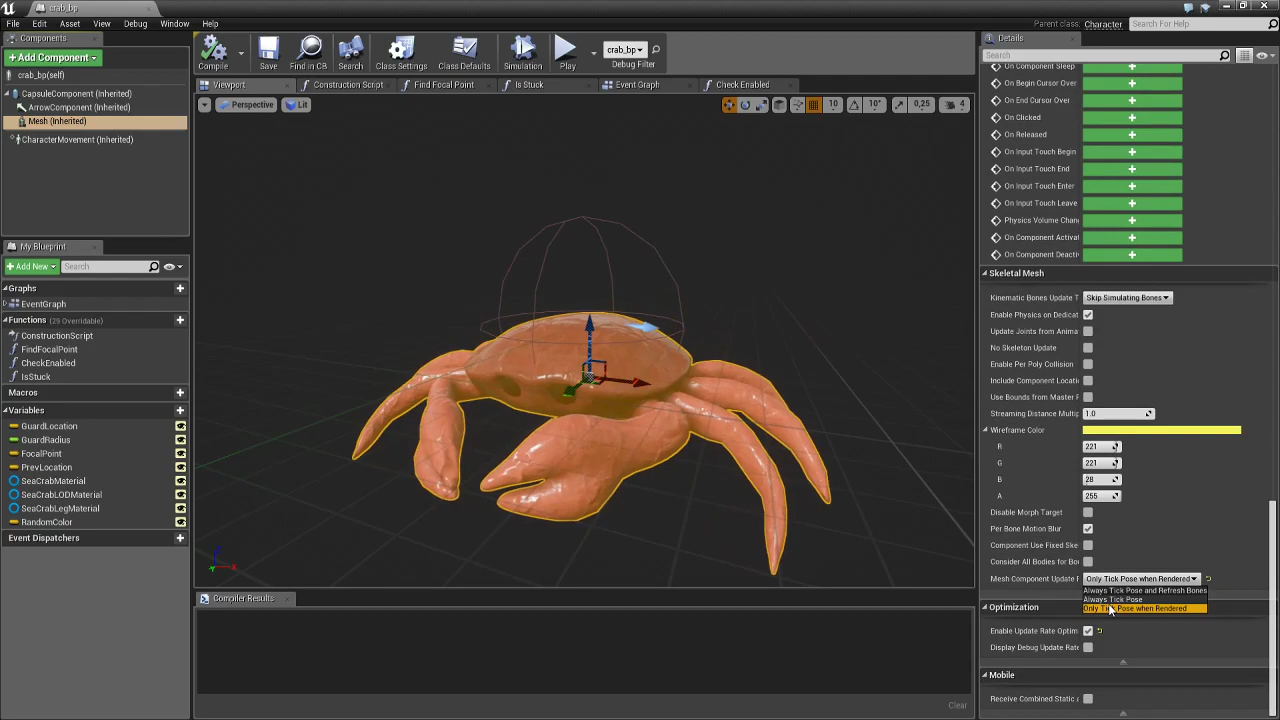 crab_bp
File Edit Asset View Debug Window Help
Parent class: Character
Search For Help
Components
+Add Component
crab_bp(self)
CapsuleComponent (Inherited)
ArrowComponent (Inherited)
Mesh (Inherited)
CharacterMovement (Inherited)
My Blueprint
+Add New
Search
Graphs
EventGraph
Functions (29 Overridable)
ConstructionScript
FindFocalPoint
CheckEnabled
IsStuck
Macros
Variables
GuardLocation
GuardRadius
FocalPoint
PrevLocation
SeaCrabMaterial
SeaCrabLODMaterial
SeaCrabLegMaterial
RandomColor
Event Dispatchers
Compile
Save
Find in CB
Search
Class Settings
Class Defaults
Simulation
Play
crab_bp
Debug Filter
Viewport
Construction Script
Find Focal Point
Is Stuck
Event Graph
Check Enabled
Perspective
Lit
10
10°
0,25
4
X
Compiler Results
Clear
Details
Search
On Component Sleep
On Begin Cursor Over
On End Cursor Over
On Clicked
On Released
On Input Touch Begin
On Input Touch End
On Input Touch Enter
On Input Touch Leave
Physics Volume Chan
On Component Activat
On Component Deactiv
Skeletal Mesh
Kinematic Bones Update T
Skip Simulating Bones
Enable Physics on Dedicat
Update Joints from Anima
No Skeleton Update
Enable Per Poly Collision
Include Component Locati
Use Bounds from Master P
Streaming Distance Multip
1.0
Wireframe Color
R 221
G 221
B 28
A 255
Disable Morph Target
Per Bone Motion Blur
Component Use Fixed Ske
Consider All Bodies for Bo
Mesh Component Update F
Only Tick Pose when Rendered
Always Tick Pose and Refresh Bones
Always Tick Pose
Only Tick Pose when Rendered
Optimization
Enable Update Rate Optim
Display Debug Update Rate
Mobile
Receive Combined Static a